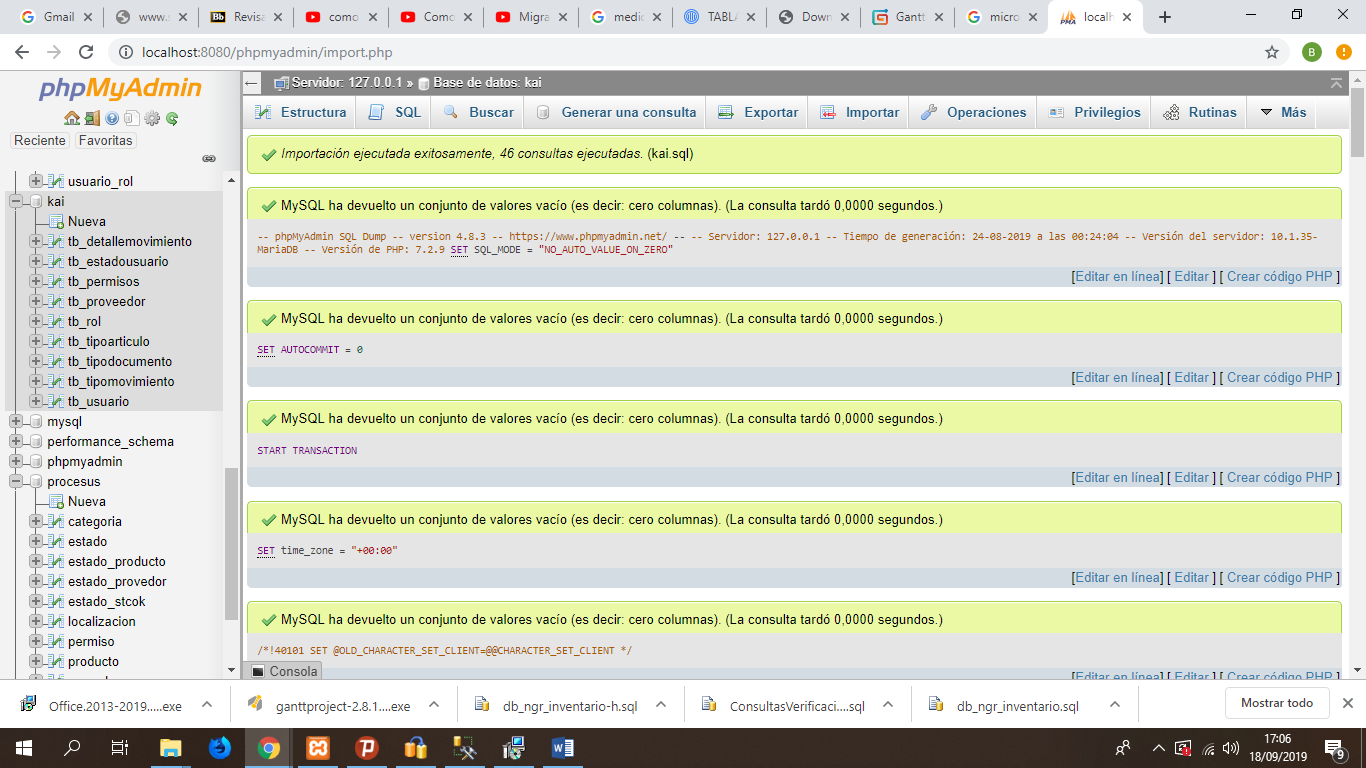 Gmail
www.s
Revisa
como
Como
Migra
medic
TABLA
Down
Gantt
micro
localh
localhost:8080/phpmyadmin/import.php
B
phpMyAdmin
Reciente
Favoritas
usuario_rol
kai
Nueva
tb_detallemovimiento
tb_estadousuario
tb_permisos
tb_proveedor
tb_rol
tb_tipoarticulo
tb_tipodocumento
tb_tipomovimiento
tb_usuario
mysql
performance_schema
phpmyadmin
procesus
Nueva
categoria
estado
estado_producto
estado_provedor
estado_stcok
localizacion
permiso
producto
Servidor: 127.0.0.1 » Base de datos: kai
Estructura
SQL
Buscar
Generar una consulta
Exportar
Importar
Operaciones
Privilegios
Rutinas
Más
Importación ejecutada exitosamente, 46 consultas ejecutadas. (kai.sql)
MySQL ha devuelto un conjunto de valores vacío (es decir: cero columnas). (La consulta tardó 0,0000 segundos.)
-- phpMyAdmin SQL Dump -- version 4.8.3 -- https://www.phpmyadmin.net/ -- -- Servidor: 127.0.0.1 -- Tiempo de generación: 24-08-2019 a las 00:24:04 -- Versión del servidor: 10.1.35-
MariaDB -- Versión de PHP: 7.2.9 SET SQL_MODE = "NO_AUTO_VALUE_ON_ZERO"
[Editar en línea] [ Editar ] [ Crear código PHP ]
MySQL ha devuelto un conjunto de valores vacío (es decir: cero columnas). (La consulta tardó 0,0000 segundos.)
SET AUTOCOMMIT = 0
[Editar en línea] [ Editar ] [ Crear código PHP ]
MySQL ha devuelto un conjunto de valores vacío (es decir: cero columnas). (La consulta tardó 0,0000 segundos.)
START TRANSACTION
[Editar en línea] [ Editar ] [ Crear código PHP ]
MySQL ha devuelto un conjunto de valores vacío (es decir: cero columnas). (La consulta tardó 0,0000 segundos.)
SET time_zone = "+00:00"
[Editar en línea] [ Editar ] [ Crear código PHP ]
MySQL ha devuelto un conjunto de valores vacío (es decir: cero columnas). (La consulta tardó 0,0000 segundos.)
/*!40101 SET @OLD_CHARACTER_SET_CLIENT=@@CHARACTER_SET_CLIENT */
[Editar en línea] [ Editar ] [ Crear código PHP ]
Consola
Office.2013-2019.....exe
ganttproject-2.8.1....exe
db_ngr_inventario-h.sql
ConsultasVerificaci....sql
db_ngr_inventario.sql
Mostrar todo
17:06
18/09/2019
9